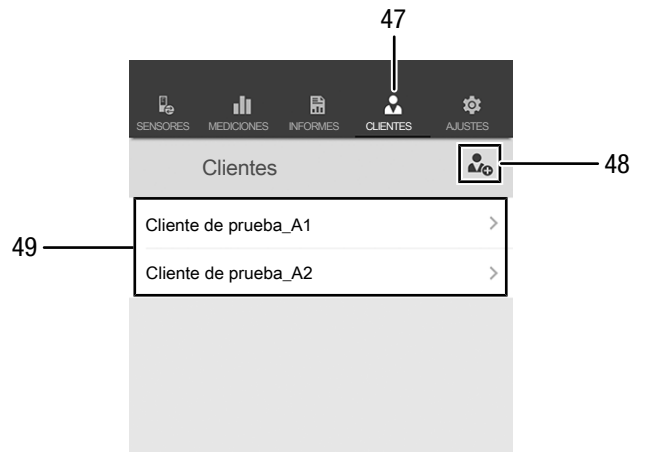 47
SENSORES MEDICIONES INFORMES CLIENTES AJUSTES
Clientes
48
Cliente de prueba_A1
49
Cliente de prueba_A2